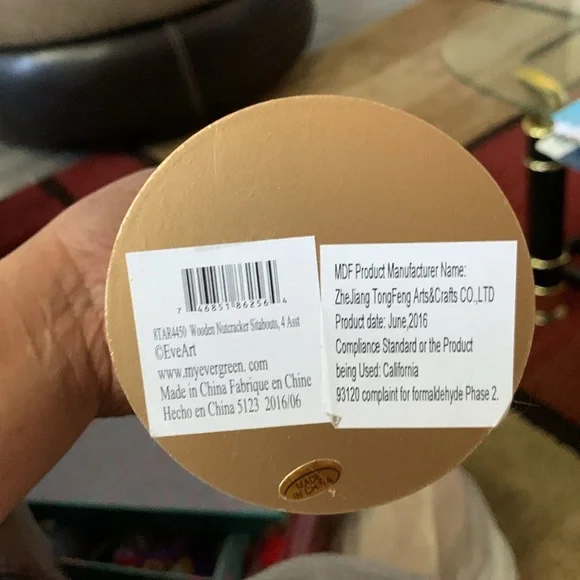 7 46851 86256 4
8TAR4450 Wooden Nutcracker Sitabouts, 4 Asst
©EveArt
www.myevergreen. com
Made in China Fabrique en Chine
Hecho en China 5123 2016/06
MDF Product Manufacturer Name:
ZheJiang TongFeng Arts&Crafts CO.,LTD
Product date: June,2016
Compliance Standard or the Product
being Used: California
93120 complaint for formaldehyde Phase 2.
MADE
IN CHINA